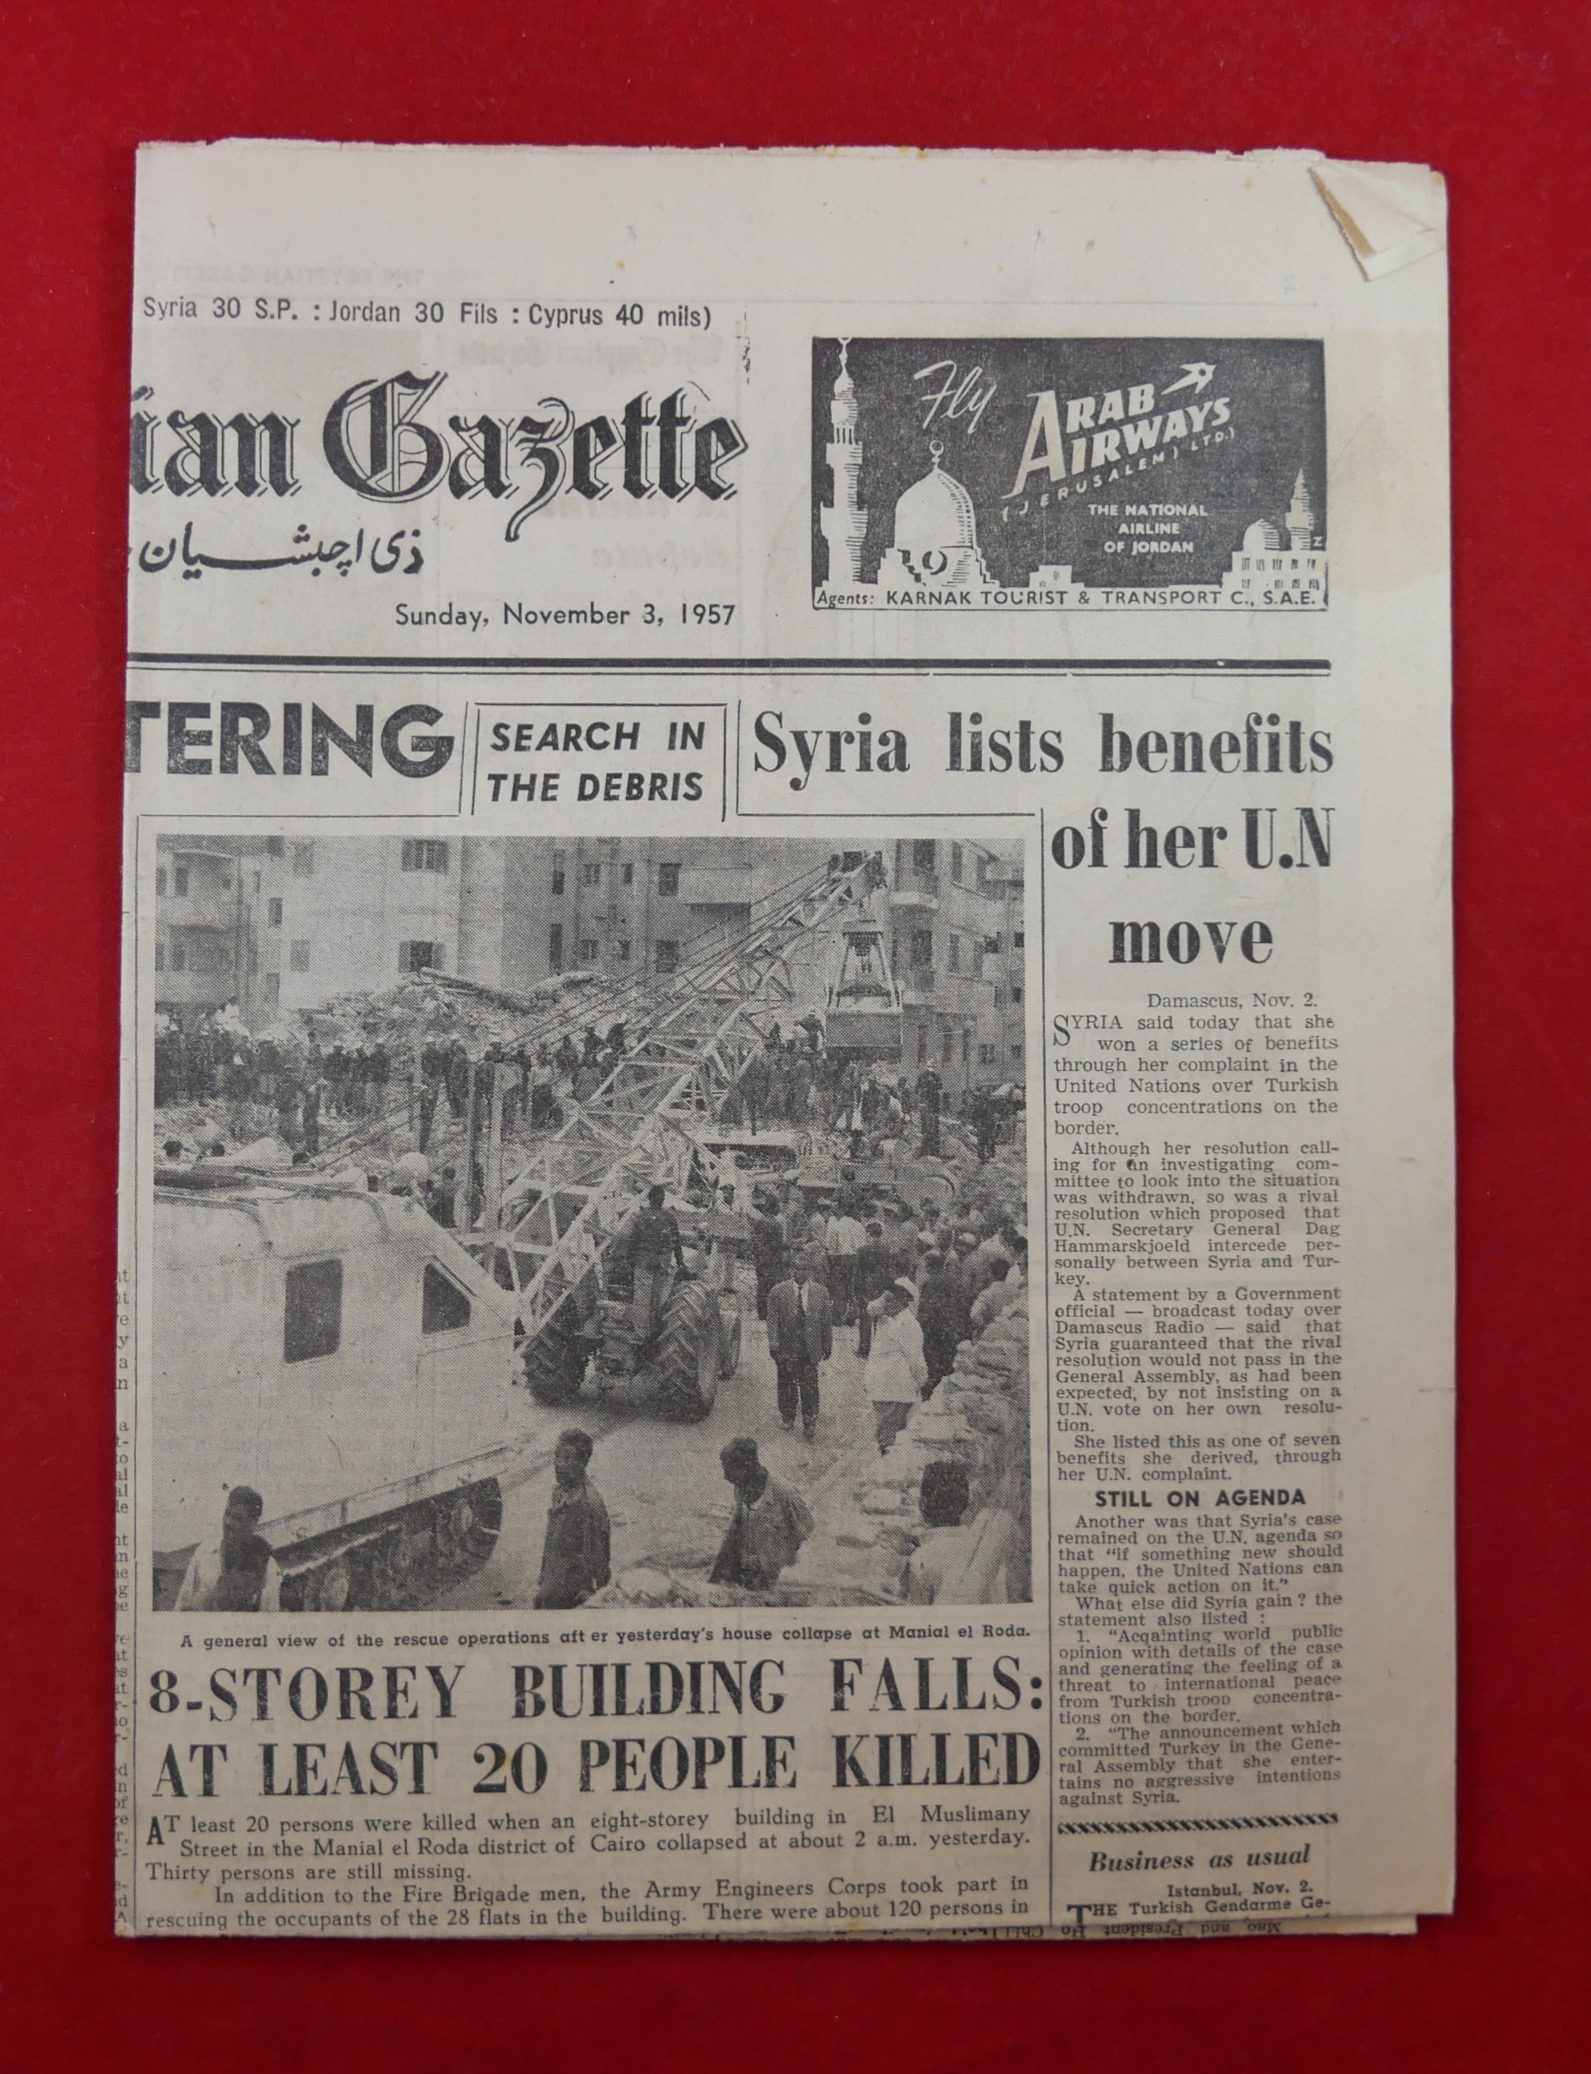 Syria 30 S.P. : Jordan 30 Fils : Cyprus 40 mils)
ian Gazette
ذى اچبشيان
Sunday, November 3, 1957
Fly
ARAB
AIRWAYS
(JERUSALEM) LTD.)
THE NATIONAL
AIRLINE
OF JORDAN
Z
Agents: KARNAK TOURIST & TRANSPORT C., S.A.E.
TERING
SEARCH IN
THE DEBRIS
A general view of the rescue operations aft er yesterday's house collapse at Manial el Roda.
8-STOREY BUILDING FALLS:
AT LEAST 20 PEOPLE KILLED
AT least 20 persons were killed when an eight-storey building in El Muslimany
Street in the Manial el Roda district of Cairo collapsed at about 2 a.m. yesterday.
Thirty persons are still missing.
In addition to the Fire Brigade men, the Army Engineers Corps took part in
rescuing the occupants of the 28 flats in the building. There were about 120 persons in
Syria lists benefits
of her U.N
move
Damascus, Nov. 2.
SYRIA said today that she
won a series of benefits
through her complaint in the
United Nations over Turkish
troop concentrations on the
border.
Although her resolution call-
ing for an investigating com-
mittee to look into the situation
was withdrawn, so was a rival
resolution which proposed that
U.N. Secretary General Dag
Hammarskjoeld intercede per-
sonally between Syria and Tur-
key.
A statement by a Government
official — broadcast today over
Damascus Radio — said that
Syria guaranteed that the rival
resolution would not pass in the
General Assembly, as had been
expected, by not insisting on a
U.N. vote on her own resolu-
tion.
She listed this as one of seven
benefits she derived, through
her U.N. complaint.
STILL ON AGENDA
Another was that Syria's case
remained on the U.N. agenda so
that "if something new should
happen, the United Nations can
take quick action on it."
What else did Syria gain ? the
statement also listed :
1. "Acqainting world public
opinion with details of the case
and generating the feeling of a
threat to international peace
from Turkish troop concentra-
tions on the border.
2. "The announcement which
committed Turkey in the Gene-
ral Assembly that she enter-
tains no aggressive intentions
against Syria.
Business as usual
Istanbul, Nov. 2.
THE Turkish Gendarme Ge-
Mao and President Ho